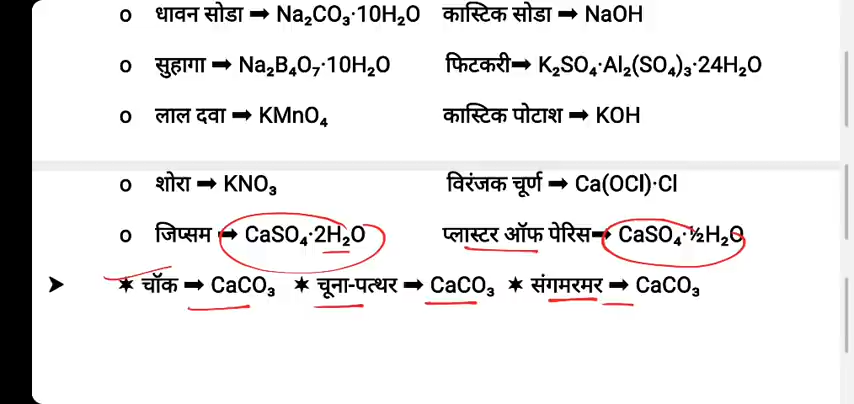 o धावन सोडा ➡ Na₂CO₃·10H₂O कास्टिक सोडा ➡ NaOH
o सुहागा ➡ Na₂B₄O₇·10H₂O फिटकरी➡ K₂SO₄·Al₂(SO₄)₃·24H₂O
o लाल दवा ➡ KMnO₄ कास्टिक पोटाश ➡ KOH
o शोरा ➡ KNO₃ विरंजक चूर्ण ➡ Ca(OCl)·Cl
o जिप्सम ➡ CaSO₄·2H₂O प्लास्टर ऑफ पेरिस➡ CaSO₄·½H₂O
➤ ✶ चॉक ➡ CaCO₃ ✶ चूना-पत्थर ➡ CaCO₃ ✶ संगमरमर ➡ CaCO₃